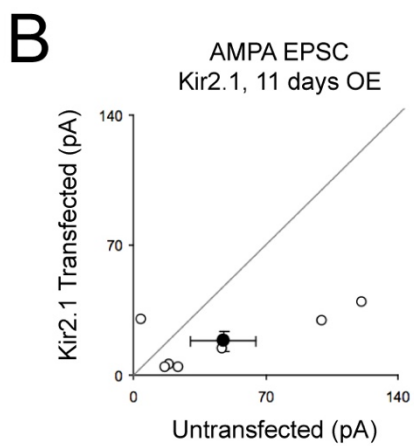 B
AMPA EPSC
Kir2.1, 11 days OE
140
70
0
Kir2.1 Transfected (pA)
0 70 140
Untransfected (pA)